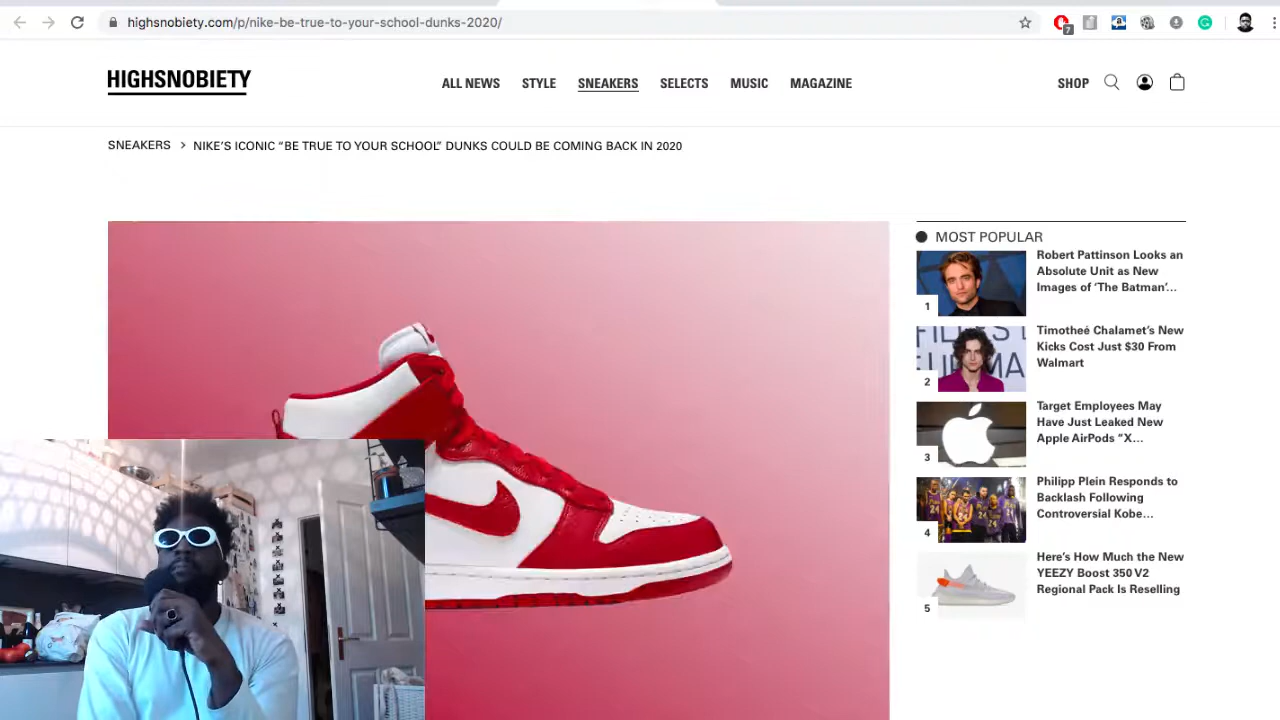 highsnobiety.com/p/nike-be-true-to-your-school-dunks-2020/
7
HIGHSNOBIETY
ALL NEWS
STYLE
SNEAKERS
SELECTS
MUSIC
MAGAZINE
SHOP
SNEAKERS > NIKE'S ICONIC “BE TRUE TO YOUR SCHOOL” DUNKS COULD BE COMING BACK IN 2020
MOST POPULAR
1
Robert Pattinson Looks an
Absolute Unit as New
Images of ‘The Batman’...
2
Timotheé Chalamet’s New
Kicks Cost Just $30 From
Walmart
3
Target Employees May
Have Just Leaked New
Apple AirPods “X...
4
Philipp Plein Responds to
Backlash Following
Controversial Kobe...
5
Here’s How Much the New
YEEZY Boost 350 V2
Regional Pack Is Reselling